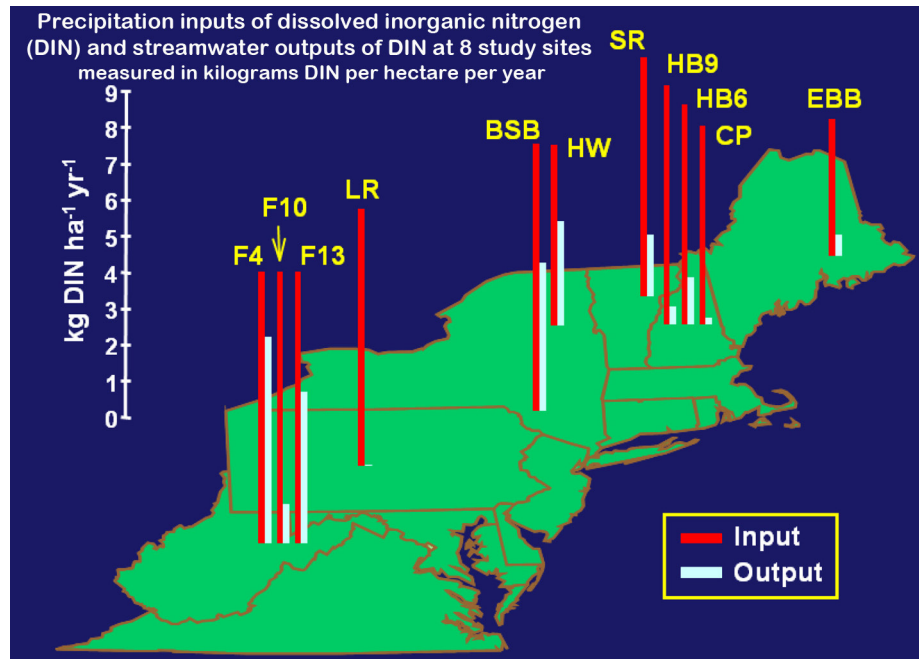 Precipitation inputs of dissolved inorganic nitrogen
(DIN) and streamwater outputs of DIN at 8 study sites
measured in kilograms DIN per hectare per year
SR
HB9
HB6
CP
EBB
BSB
HW
LR
F10
F4
F13
kg DIN ha⁻¹ yr⁻¹
9
8
7
6
5
4
3
2
1
0
Input
Output